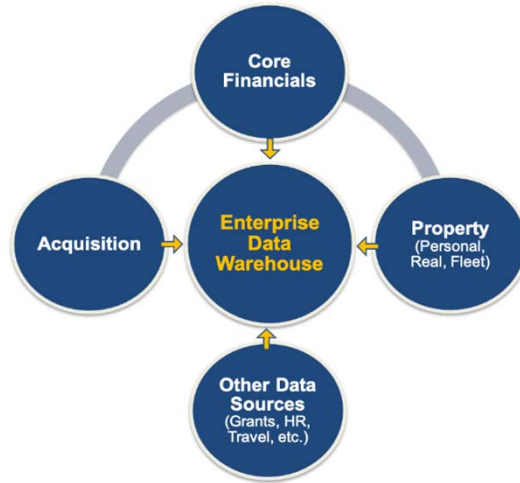 Core
Financials
Acquisition
Enterprise
Data
Warehouse
Property
(Personal,
Real, Fleet)
Other Data
Sources
(Grants, HR,
Travel, etc.)